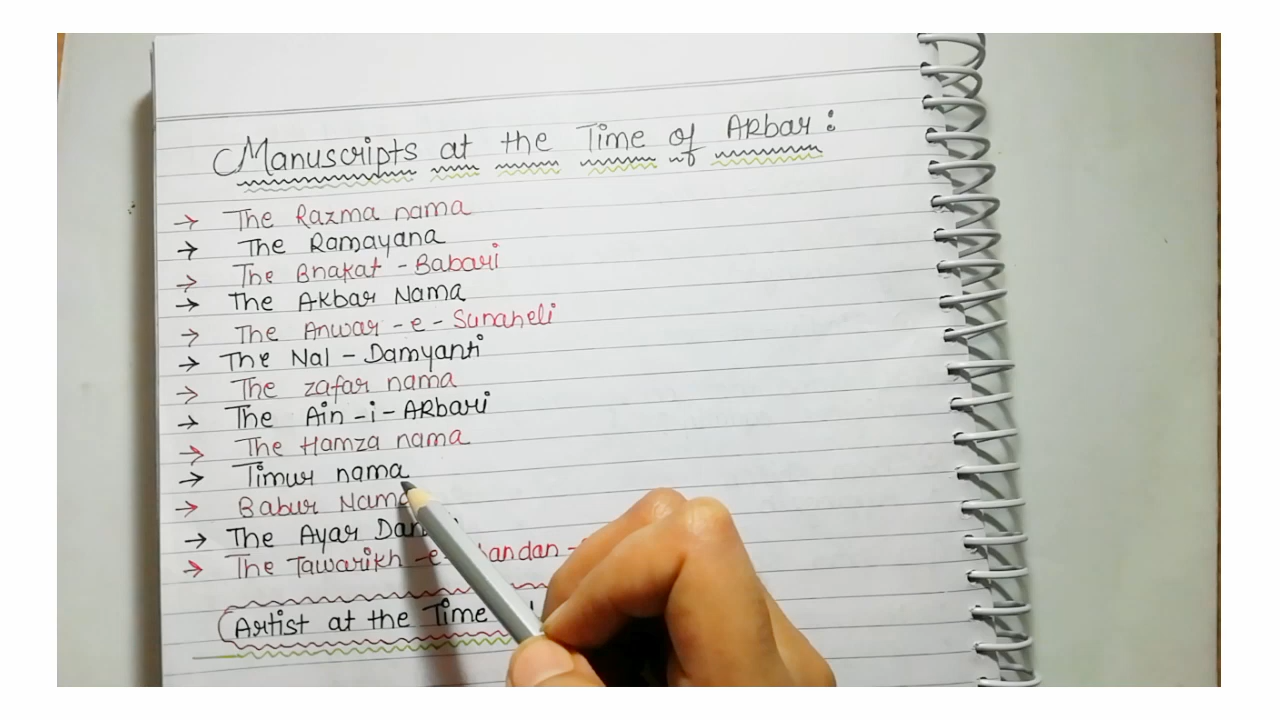 Manuscripts at the Time of Akbar :
→ The Razma nama
→ The Ramayana
→ The Bnakat - Babari
→ The Akbar Nama
→ The Anwar - e - Sunaheli
→ The Nal - Damyanti
→ The zafar nama
→ The Ain - i - Akbari
→ The Hamza nama
→ Timur nama
→ Babur Nama
→ The Ayar
→ The Tawarikh - e -
Artist at the Time